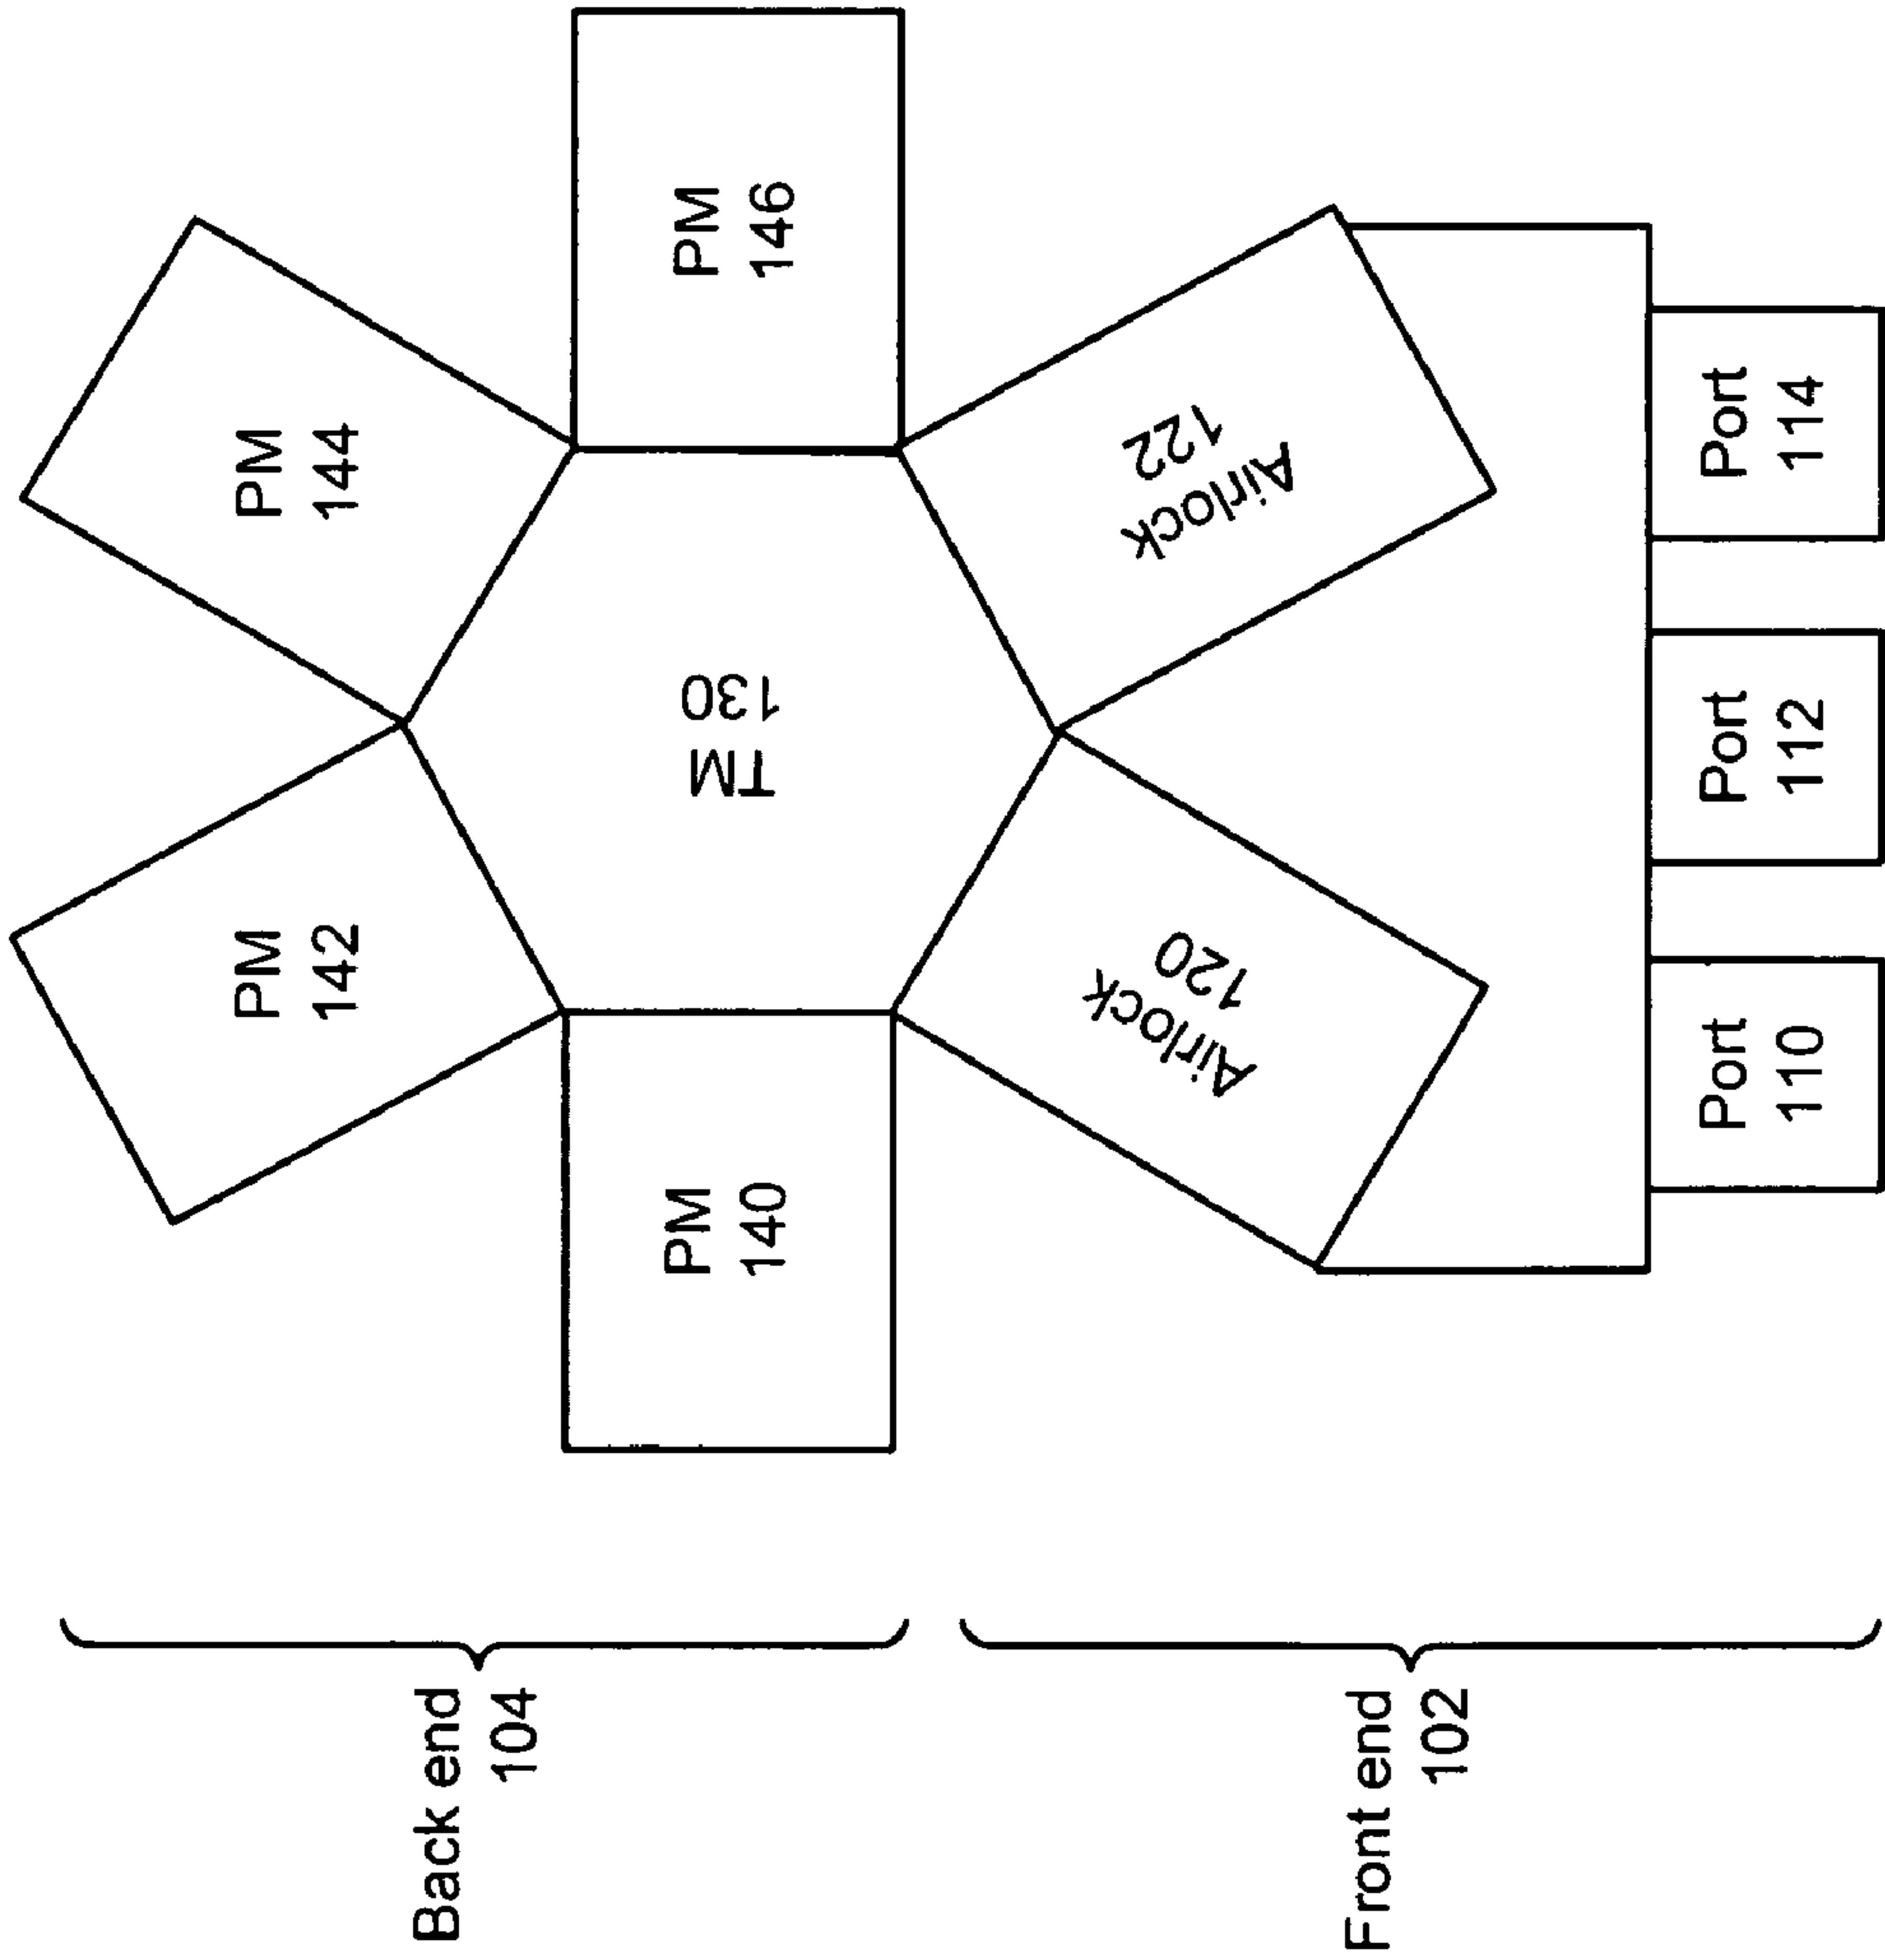 Back end
104
Front end
102
PM
142
PM
144
PM
140
TM
130
PM
146
Airlock
120
Airlock
122
Port
110
Port
112
Port
114